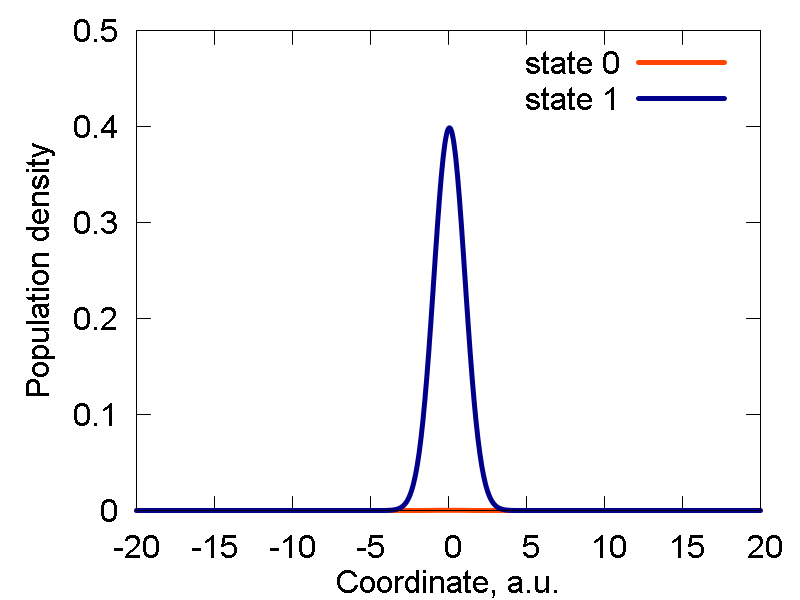 0.5
state 0
state 1
0.4
0.3
0.2
0.1
0
Population density
-20 -15 -10 -5 0 5 10 15 20
Coordinate, a.u.